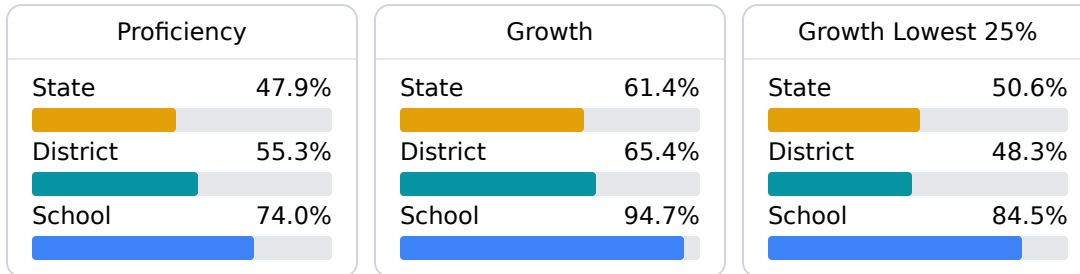 Proficiency
State 47.9%
District 55.3%
School 74.0%
Growth
State 61.4%
District 65.4%
School 94.7%
Growth Lowest 25%
State 50.6%
District 48.3%
School 84.5%